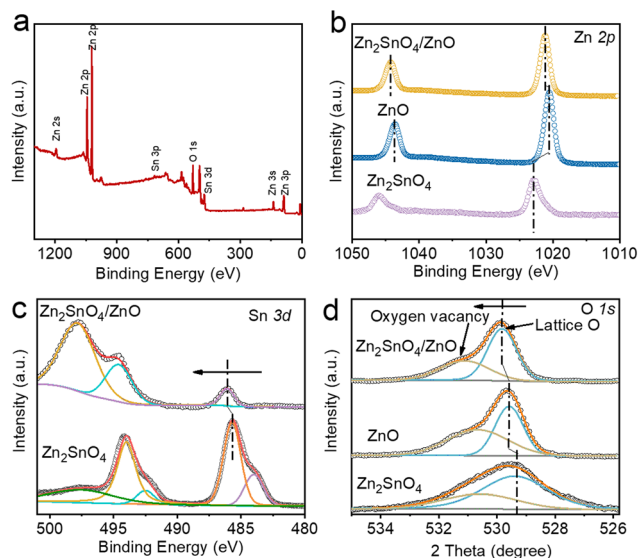 a
Intensity (a.u.)
Zn 2s
Zn 2p
Zn 2p
Sn 3p
O 1s
Sn 3d
Zn 3s
Zn 3p
1200 900 600 300 0
Binding Energy (eV)
b
Intensity (a.u.)
Zn 2p
Zn₂SnO₄/ZnO
ZnO
Zn₂SnO₄
1050 1040 1030 1020 1010
Binding Energy (eV)
c
Intensity (a.u.)
Sn 3d
Zn₂SnO₄/ZnO
Zn₂SnO₄
500 495 490 485 480
Binding Energy (eV)
d
Intensity (a.u.)
O 1s
Oxygen vacancy
Lattice O
Zn₂SnO₄/ZnO
ZnO
Zn₂SnO₄
534 532 530 528 526
2 Theta (degree)